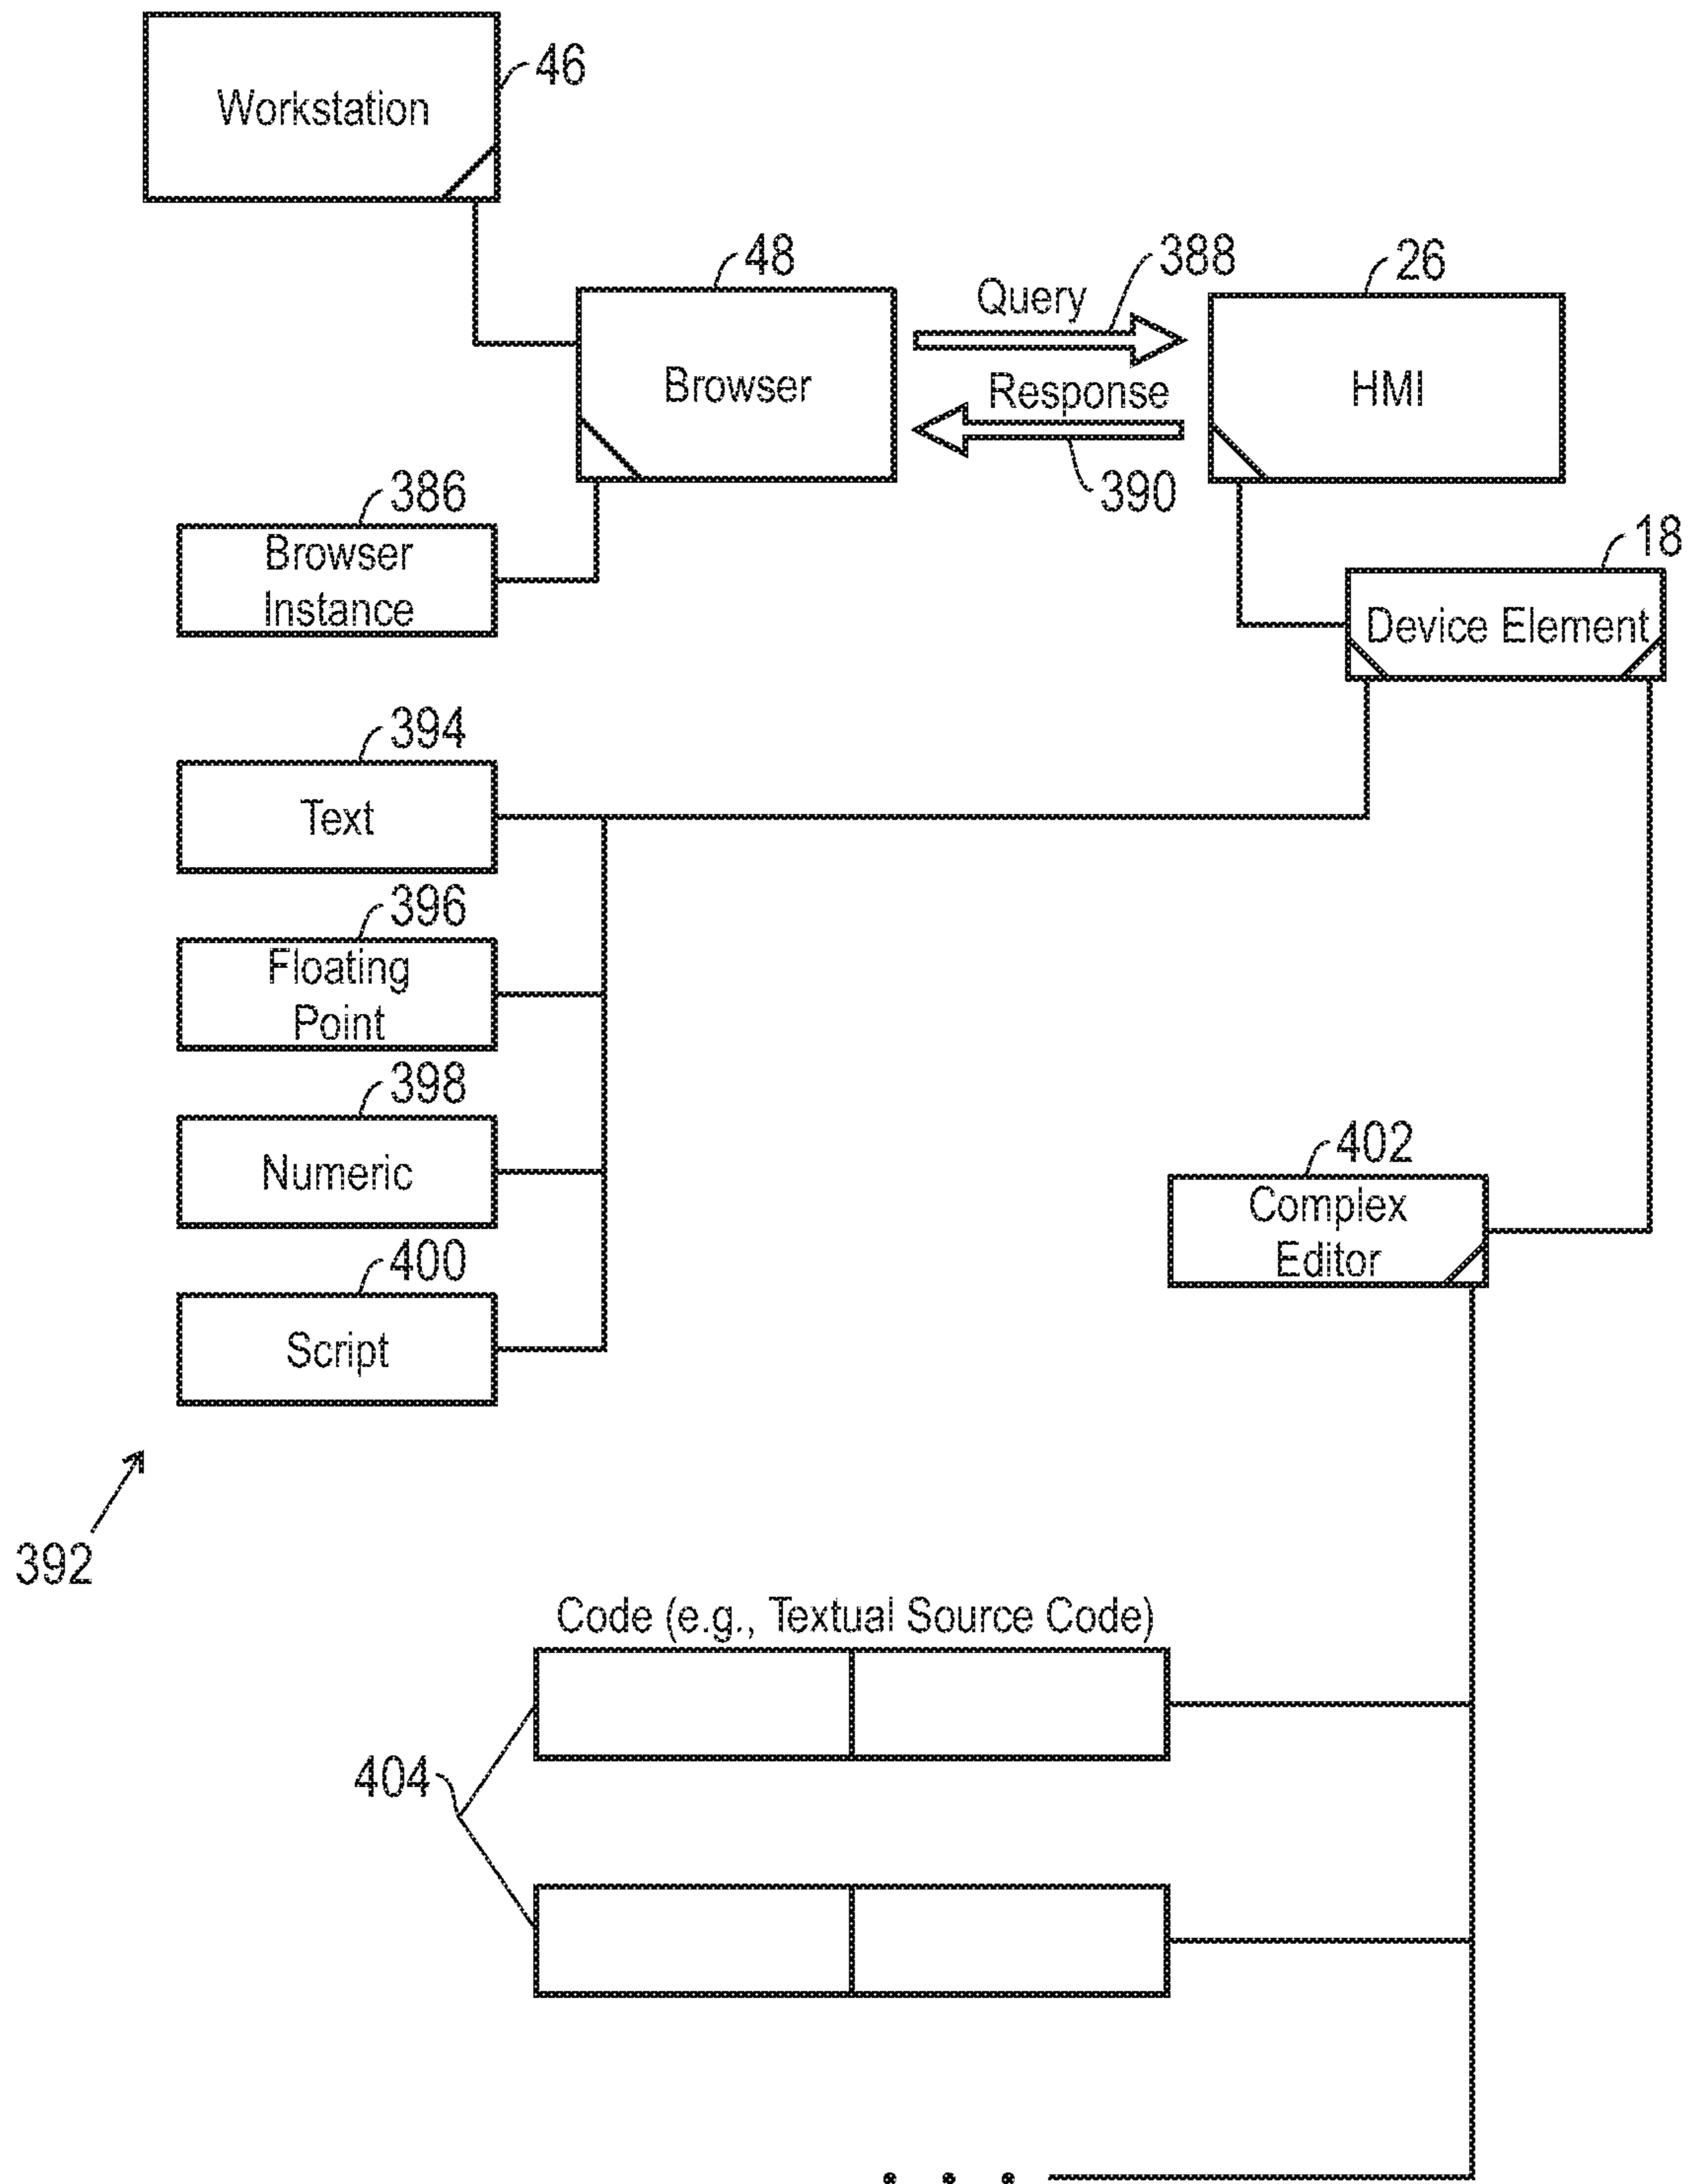 46
Workstation
48
388
26
Query
Browser
Response
HMI
390
386
Browser
Instance
18
Device Element
394
Text
396
Floating
Point
398
Numeric
402
Complex
Editor
400
Script
392
Code (e.g., Textual Source Code)
404